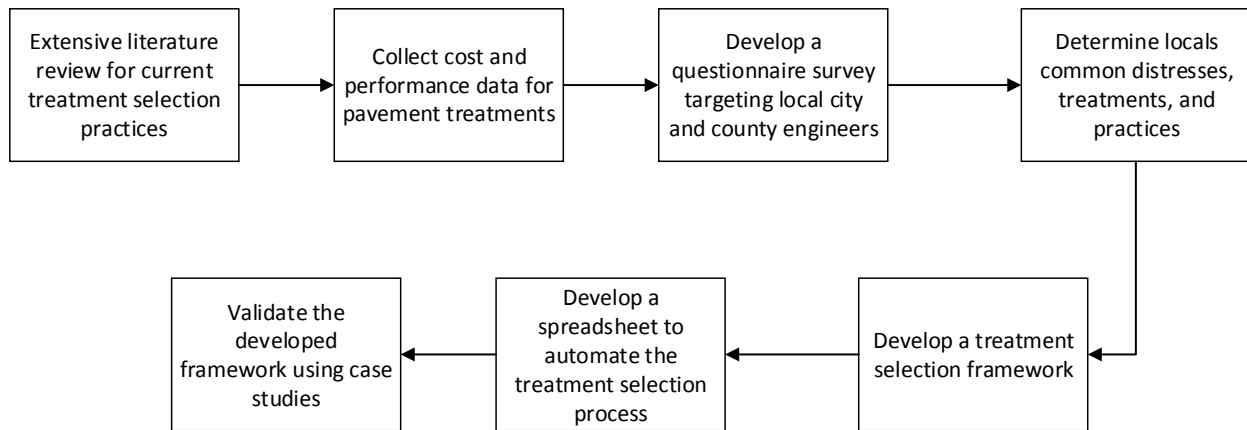 Extensive literature
review for current
treatment selection
practices
Collect cost and
performance data for
pavement treatments
Develop a
questionnaire survey
targeting local city
and county engineers
Determine locals
common distresses,
treatments, and
practices
Develop a treatment
selection framework
Develop a
spreadsheet to
automate the
treatment selection
process
Validate the
developed
framework using case
studies